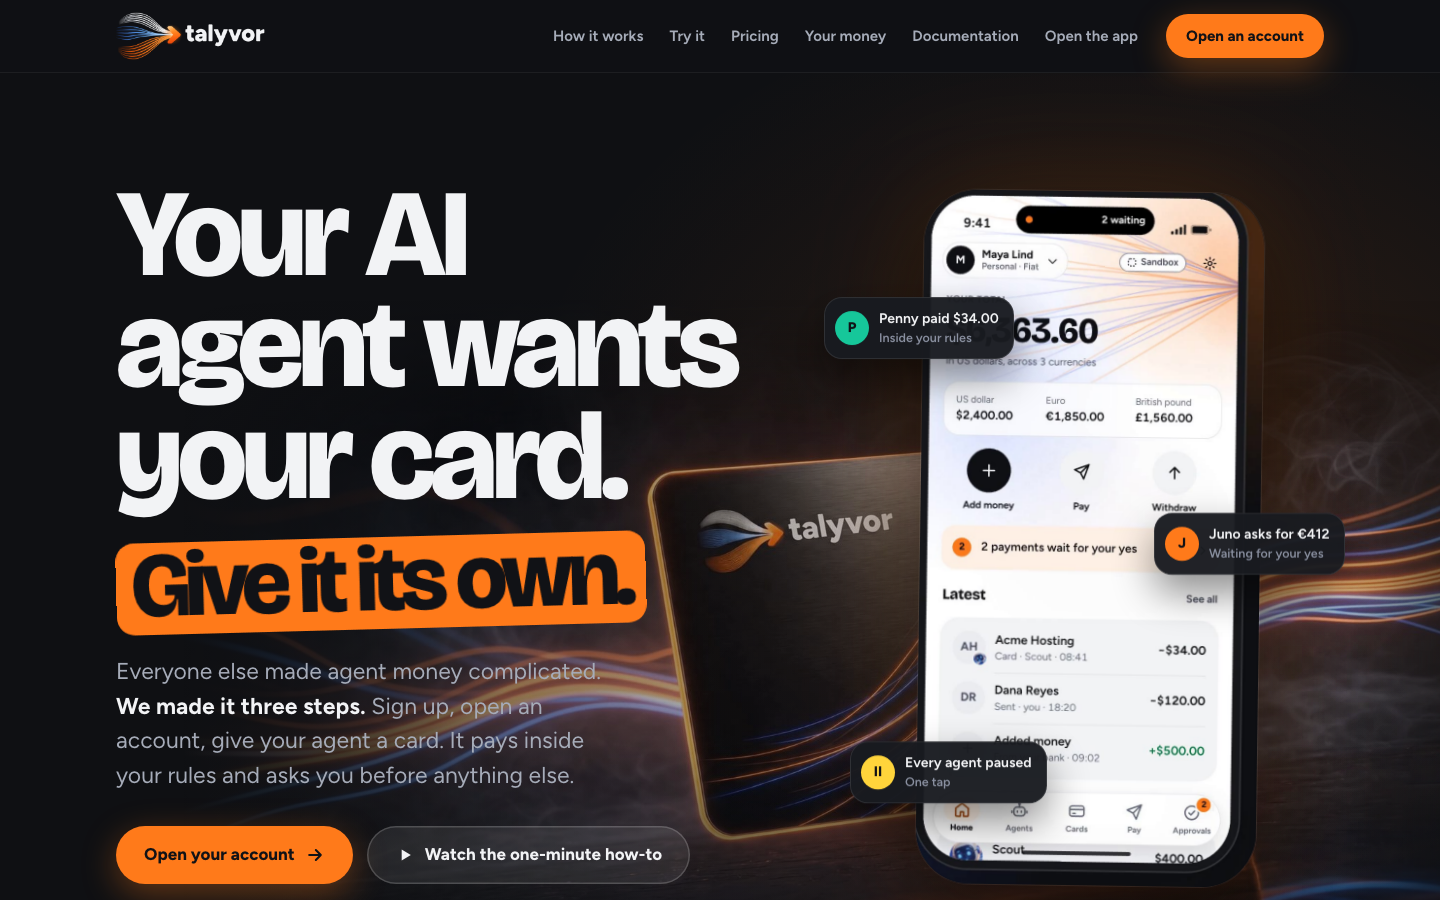 talyvor
How it works
Try it
Pricing
Your money
Documentation
Open the app
Open an account
Your AI
agent wants
your card.
Give it its own.
Everyone else made agent money complicated.
We made it three steps. Sign up, open an
account, give your agent a card. It pays inside
your rules and asks you before anything else.
Open your account
Watch the one-minute how-to
talyvor
9:41
2 waiting
M
Maya Lind
Personal · Fiat
Sandbox
P
Penny paid $34.00
Inside your rules
363.60
in US dollars, across 3 currencies
US dollar
$2,400.00
Euro
€1,850.00
British pound
£1,560.00
Add money
Pay
Withdraw
2
2 payments wait for your yes
J
Juno asks for €412
Waiting for your yes
Latest
See all
AH
Acme Hosting
Card · Scout · 08:41
-$34.00
DR
Dana Reyes
Sent · you · 18:20
-$120.00
Added money
bank · 09:02
+$500.00
Every agent paused
One tap
Home
Agents
Cards
Pay
2
Approvals
Scout
$400.00